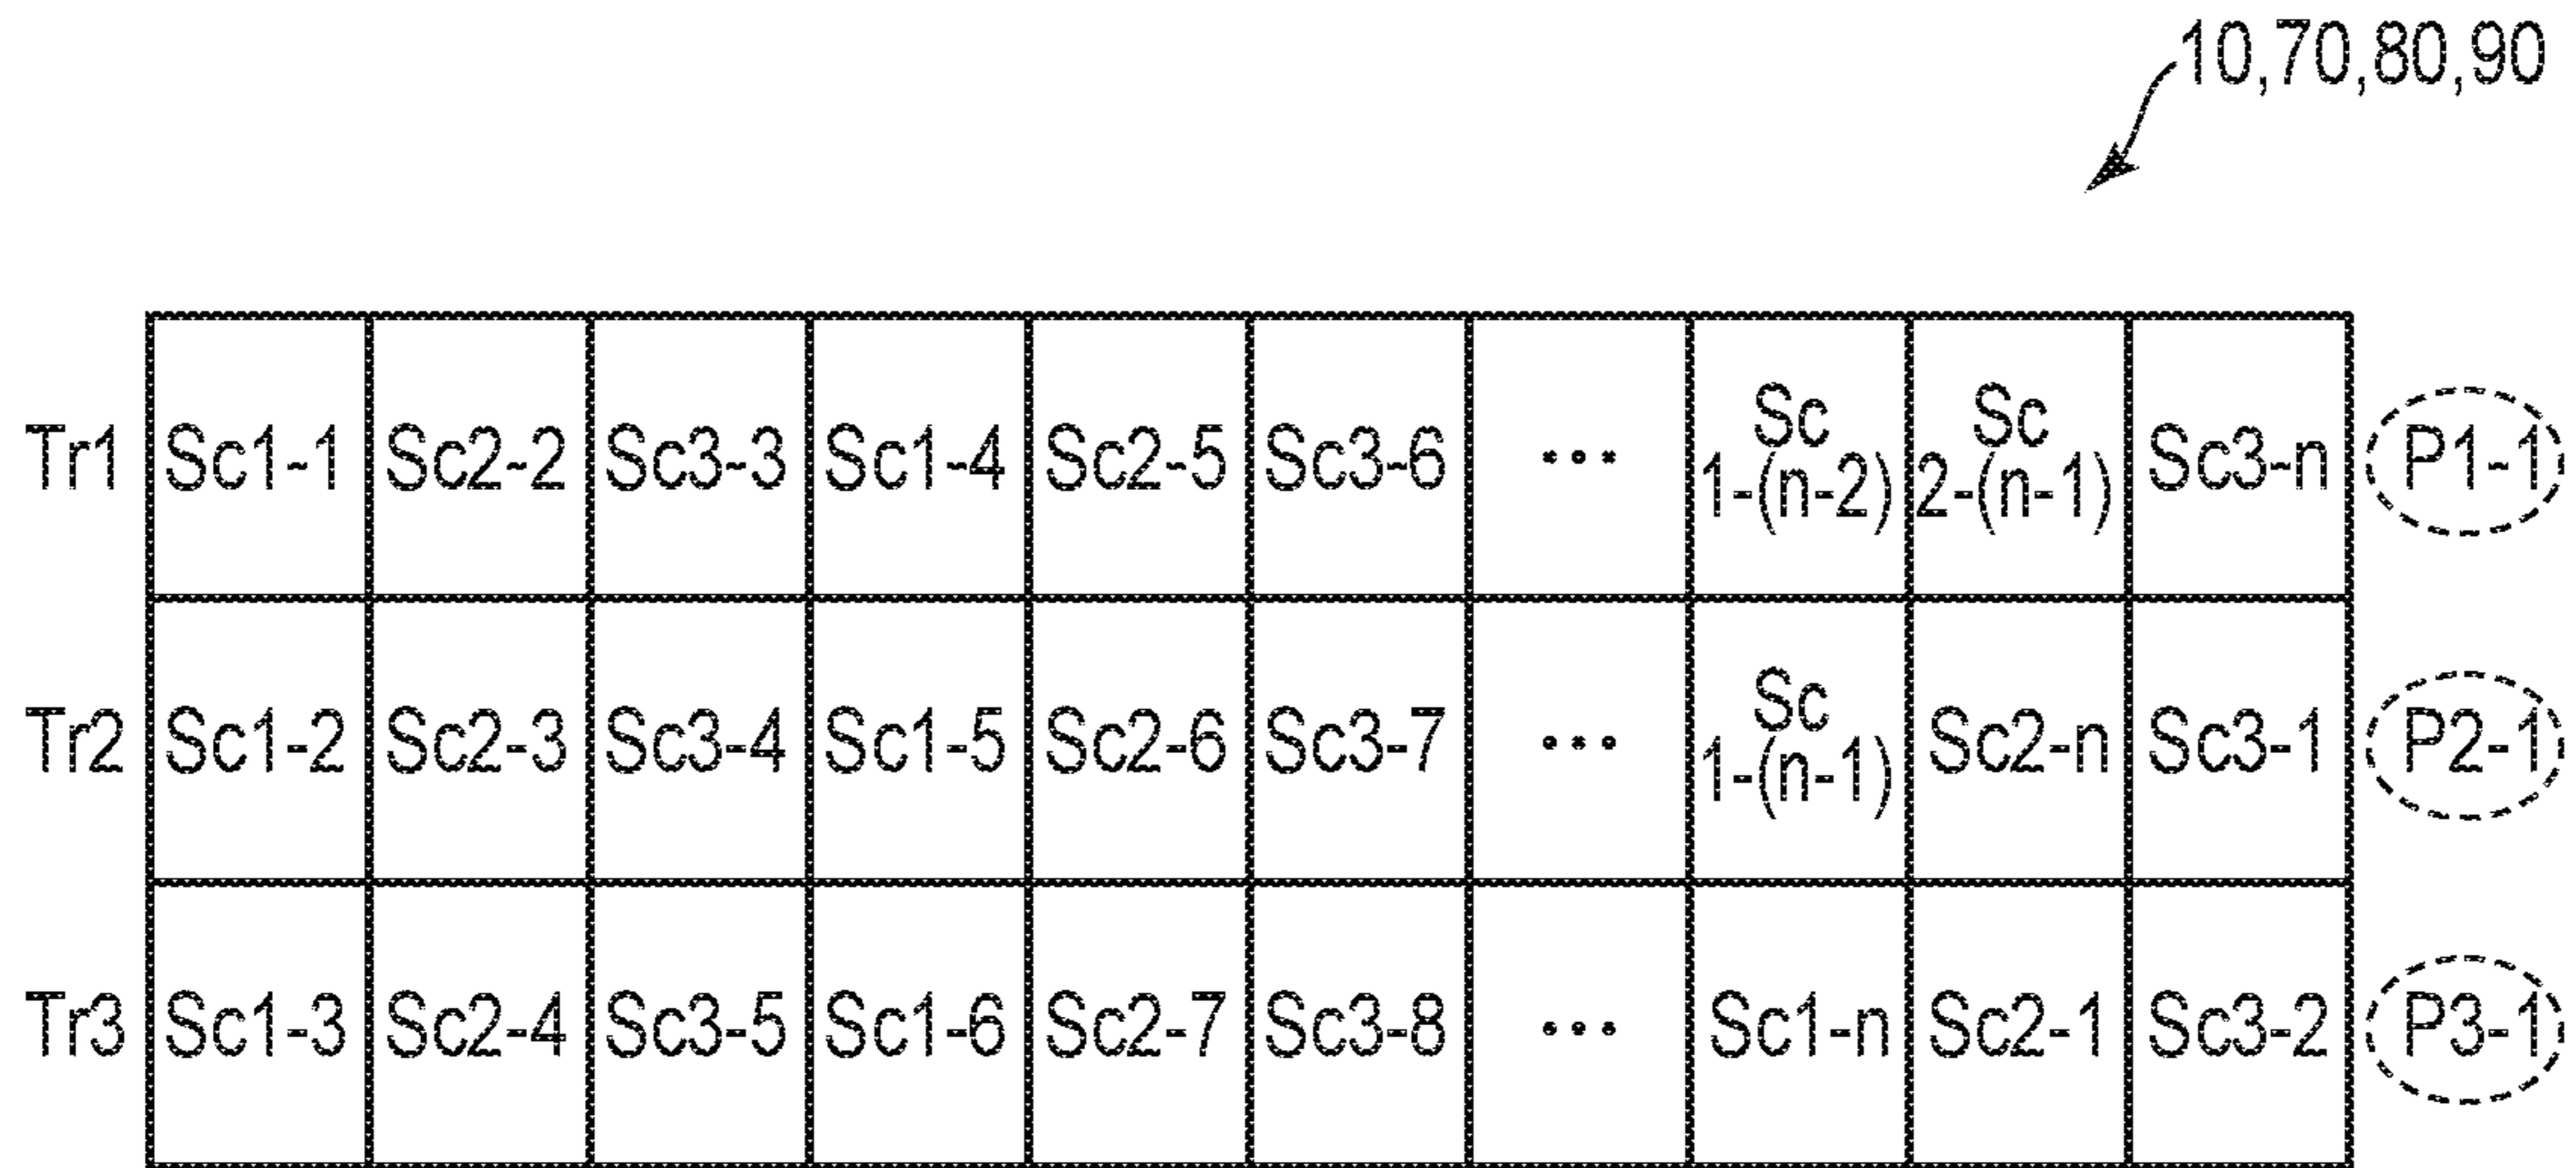 10,70,80,90
Tr1 Sc1-1 Sc2-2 Sc3-3 Sc1-4 Sc2-5 Sc3-6 ... Sc 1-(n-2) Sc 2-(n-1) Sc3-n P1-1
Tr2 Sc1-2 Sc2-3 Sc3-4 Sc1-5 Sc2-6 Sc3-7 ... Sc 1-(n-1) Sc2-n Sc3-1 P2-1
Tr3 Sc1-3 Sc2-4 Sc3-5 Sc1-6 Sc2-7 Sc3-8 ... Sc1-n Sc2-1 Sc3-2 P3-1